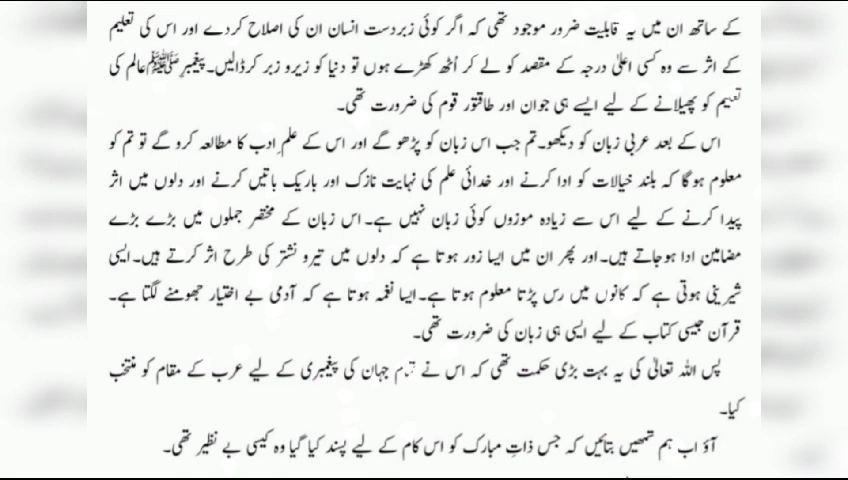 کے ساتھ ان میں یہ قابلیت ضرور موجود تھی کہ اگر کوئی زبردست انسان ان کی اصلاح کردے اور اس کی تعلیم
کے اثر سے وہ کسی اعلیٰ درجہ کے مقصد کو لے کر اُٹھ کھڑے ہوں تو دنیا کو زیرو زبر کرڈالیں۔ پیغمبرِ ﷺ عالم کی
تعیم کو پھیلانے کے لیے ایسے ہی جوان اور طاقتور قوم کی ضرورت تھی۔
اس کے بعد عربی زبان کو دیکھو۔ تم جب اس زبان کو پڑھو گے اور اس کے علمِ ادب کا مطالعہ کرو گے تو تم کو
معلوم ہوگا کہ بلند خیالات کو ادا کرنے اور خدائی علم کی نہایت نازک اور باریک باتیں کرنے اور دلوں میں اثر
پیدا کرنے کے لیے اس سے زیادہ موزوں کوئی زبان نہیں ہے۔ اس زبان کے مختصر جملوں میں بڑے بڑے
مضامین ادا ہوجاتے ہیں۔ اور پھر ان میں ایسا زور ہوتا ہے کہ دلوں میں تیرو نشتر کی طرح اثر کرتے ہیں۔ ایسی
شیرینی ہوتی ہے کہ کانوں میں رس پڑتا معلوم ہوتا ہے۔ ایسا نغمہ ہوتا ہے کہ آدمی بے اختیار جھومنے لگتا ہے۔
قرآن جیسی کتاب کے لیے ایسی ہی زبان کی ضرورت تھی۔
پس اللہ تعالیٰ کی یہ بہت بڑی حکمت تھی کہ اس نے تمام جہان کی پیغمبری کے لیے عرب کے مقام کو منتخب
کیا۔
آؤ اب ہم تمھیں بتائیں کہ جس ذاتِ مبارک کو اس کام کے لیے پسند کیا گیا وہ کیسی بے نظیر تھی۔